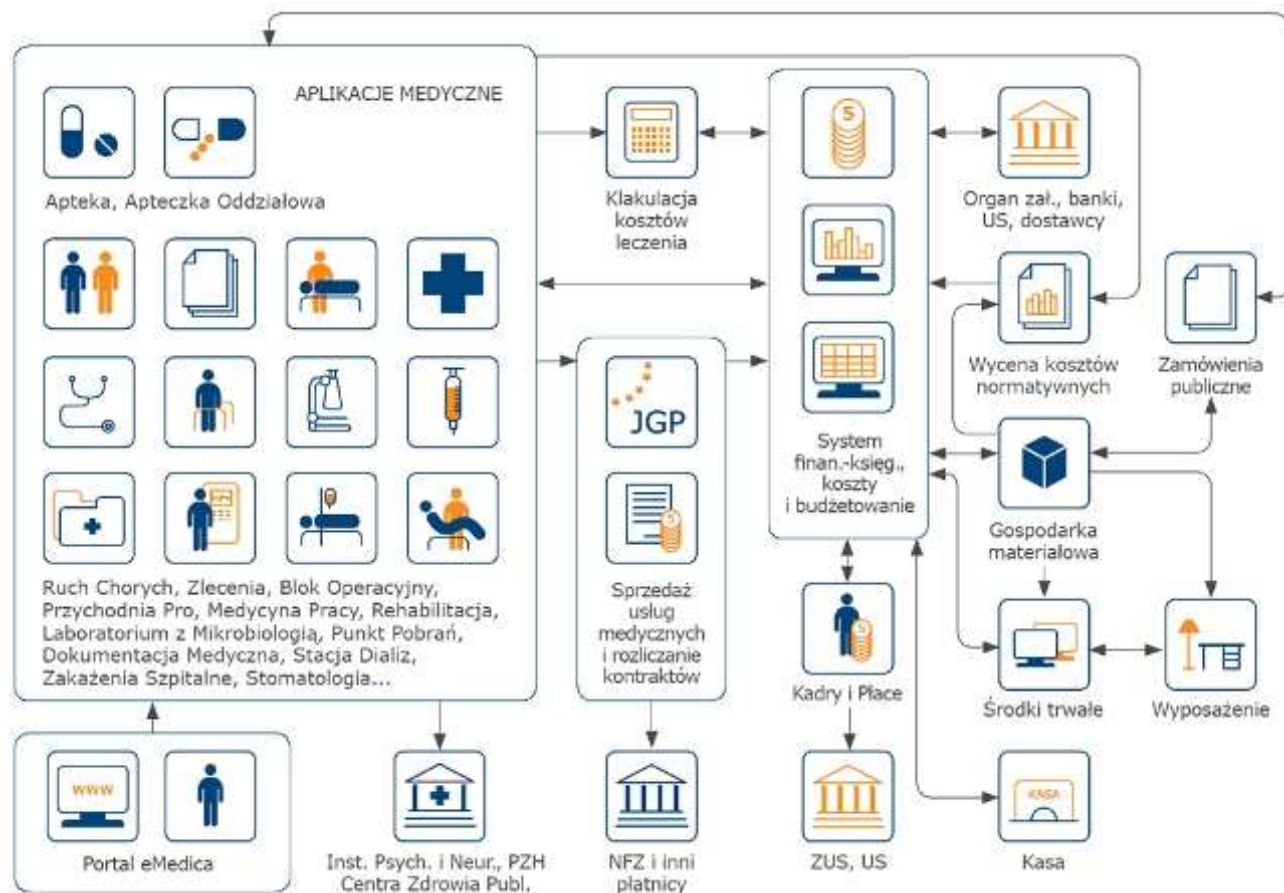 APLIKACJE MEDYCZNE
Apteka, Apteczka Oddziałowa
Ruch Chorych, Zlecenia, Blok Operacyjny,
Przychodnia Pro, Medycyna Pracy, Rehabilitacja,
Laboratorium z Mikrobiologią, Punkt Pobrań,
Dokumentacja Medyczna, Stacja Dializ,
Zakażenia Szpitalne, Stomatologia...
Klakulacja
kosztów
leczenia
JGP
S
Sprzedaż
usług
medycznych
i rozliczanie
kontraktów
S
System
finan.-księg.,
koszty
i budżetowanie
Organ zał., banki,
US, dostawcy
Wycena kosztów
normatywnych
Zamówienia
publiczne
Gospodarka
materiałowa
S
Kadry i Płace
Środki trwałe
Wyposażenie
www
Portal eMedica
Inst. Psych. i Neur., PZH
Centra Zdrowia Publ.
NFZ i inni
płatnicy
ZUS, US
KASA
Kasa